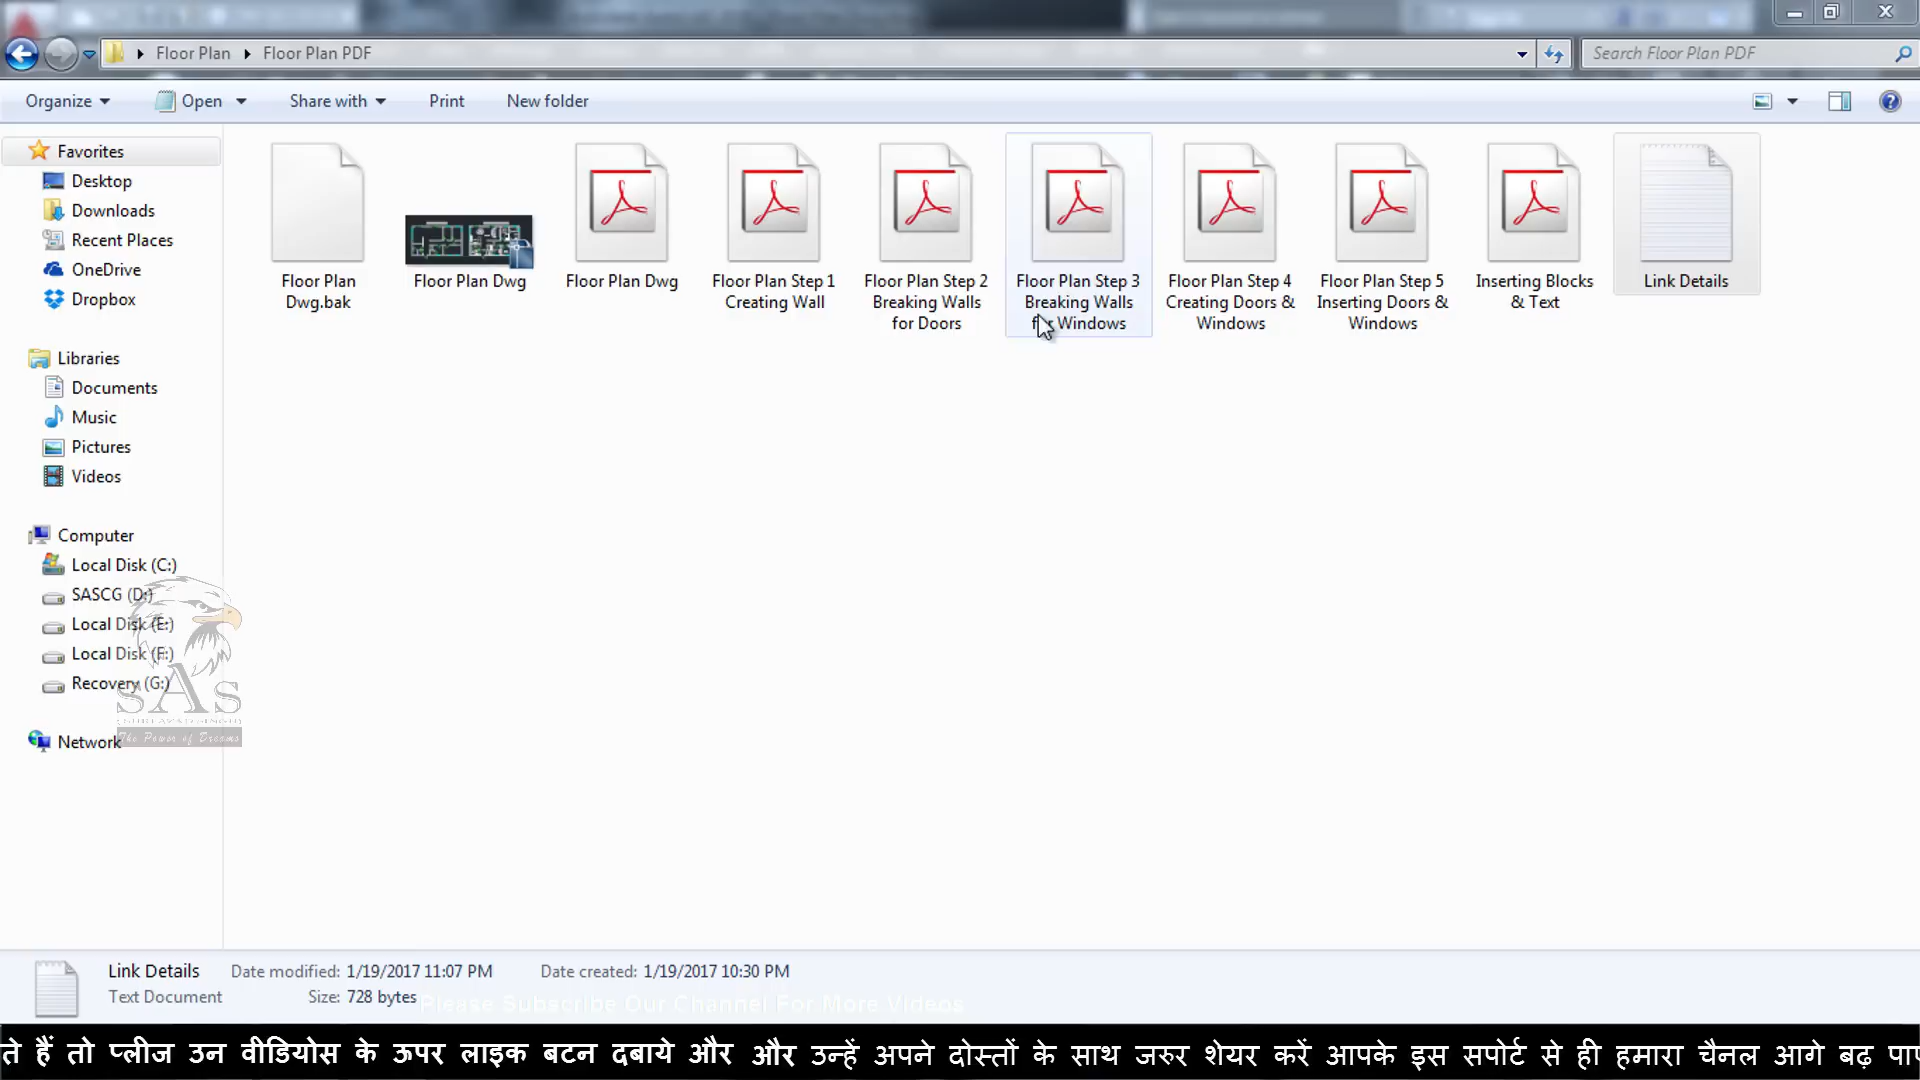 Floor Plan Floor Plan PDF
Search Floor Plan PDF
Organize Open Share with Print New folder
Favorites
Desktop
Downloads
Recent Places
OneDrive
Dropbox
Libraries
Documents
Music
Pictures
Videos
Computer
Local Disk (C:)
SASCG (D:)
Local Disk (E:)
Local Disk (F:)
Recovery (G:)
Network
SAS
The Power of Dreams
Floor Plan
Dwg.bak
Floor Plan Dwg
Floor Plan Dwg
Floor Plan Step 1
Creating Wall
Floor Plan Step 2
Breaking Walls
for Doors
Floor Plan Step 3
Breaking Walls
for Windows
Floor Plan Step 4
Creating Doors &
Windows
Floor Plan Step 5
Inserting Doors &
Windows
Inserting Blocks
& Text
Link Details
Link Details Date modified: 1/19/2017 11:07 PM Date created: 1/19/2017 10:30 PM
Text Document Size: 728 bytes
Please Subscribe Our Channel For More Videos
ते हैं तो प्लीज उन वीडियोस के ऊपर लाइक बटन दबाये और और उन्हें अपने दोस्तों के साथ जरुर शेयर करें आपके इस सपोर्ट से ही हमारा चैनल आगे बढ़